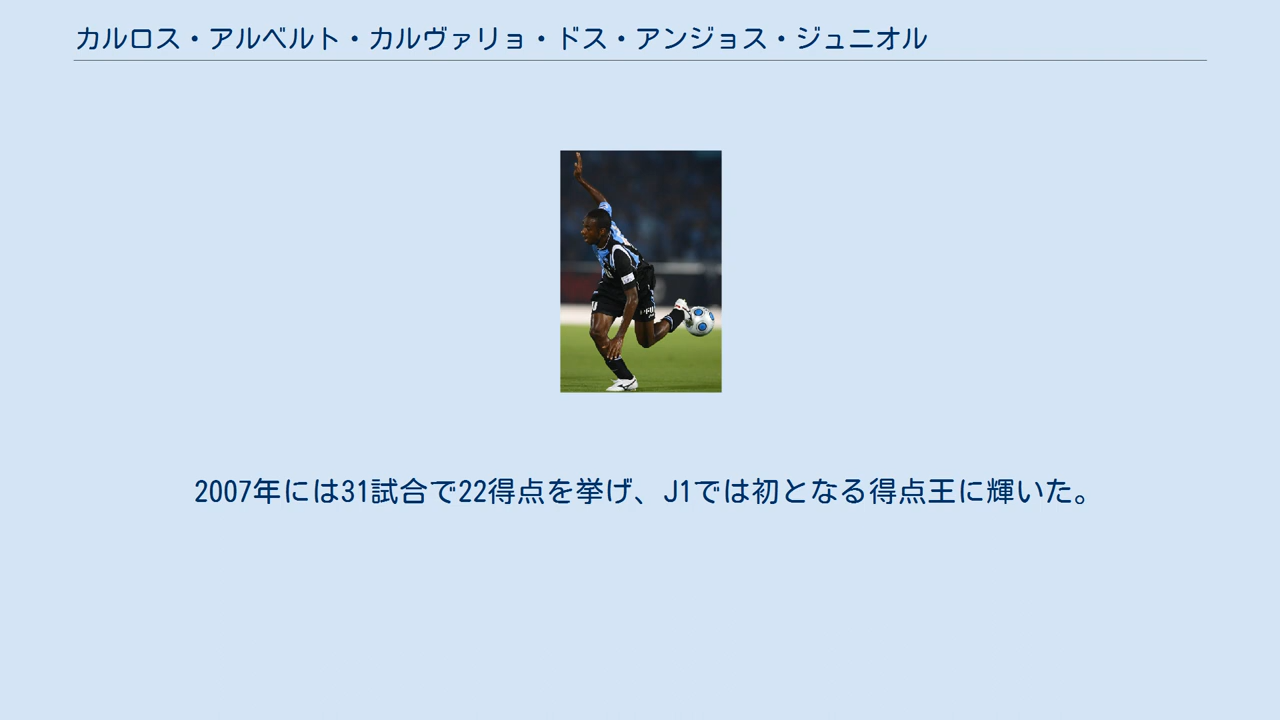 カルロス・アルベルト・カルヴァリョ・ドス・アンジョス・ジュニオル
2007年には31試合で22得点を挙げ、J1では初となる得点王に輝いた。